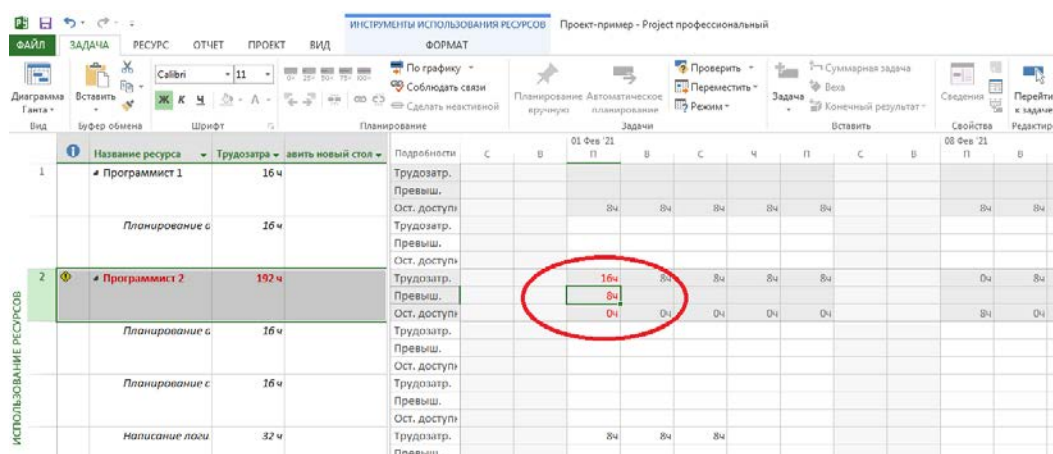 ИНСТРУМЕНТЫ ИСПОЛЬЗОВАНИЯ РЕСУРСОВ Проект-пример - Project профессиональный
ФАЙЛ ЗАДАЧА РЕСУРС ОТЧЕТ ПРОЕКТ ВИД ФОРМАТ
Диаграмма Ганта
Вставить
Calibri 11
Ж К Ч
0% 25% 50% 75% 100%
По графику
Соблюдать связи
Сделать неактивной
Планирование вручную
Автоматическое планирование
Проверить
Переместить
Режим
Задача
Суммарная задача
Веха
Конечный результат
Сведения
Перейти к задаче
Вид Буфер обмена Шрифт Планирование Задачи Вставить Свойства Редактир
01 Фев '21 08 Фев '21
Название ресурса Трудозатра авить новый стол Подробности С В П В С Ч П С В П В
1 Программист 1 16 ч Трудозатр.
Превыш.
Ост. доступн 8ч 8ч 8ч 8ч 8ч 8ч 8ч
Планирование 16 ч Трудозатр.
Превыш.
Ост. доступн
2 Программист 2 192 ч Трудозатр. 16ч 8ч 8ч 8ч 8ч 0ч 8ч
Превыш. 8ч
Ост. доступн 0ч 0ч 0ч 0ч 0ч 8ч 0ч
Планирование 16 ч Трудозатр.
Превыш.
Ост. доступн
Планирование с 16 ч Трудозатр.
Превыш.
Ост. доступн
Написание логи 32 ч Трудозатр. 8ч 8ч 8ч
Превыш.
ИСПОЛЬЗОВАНИЕ РЕСУРСОВ